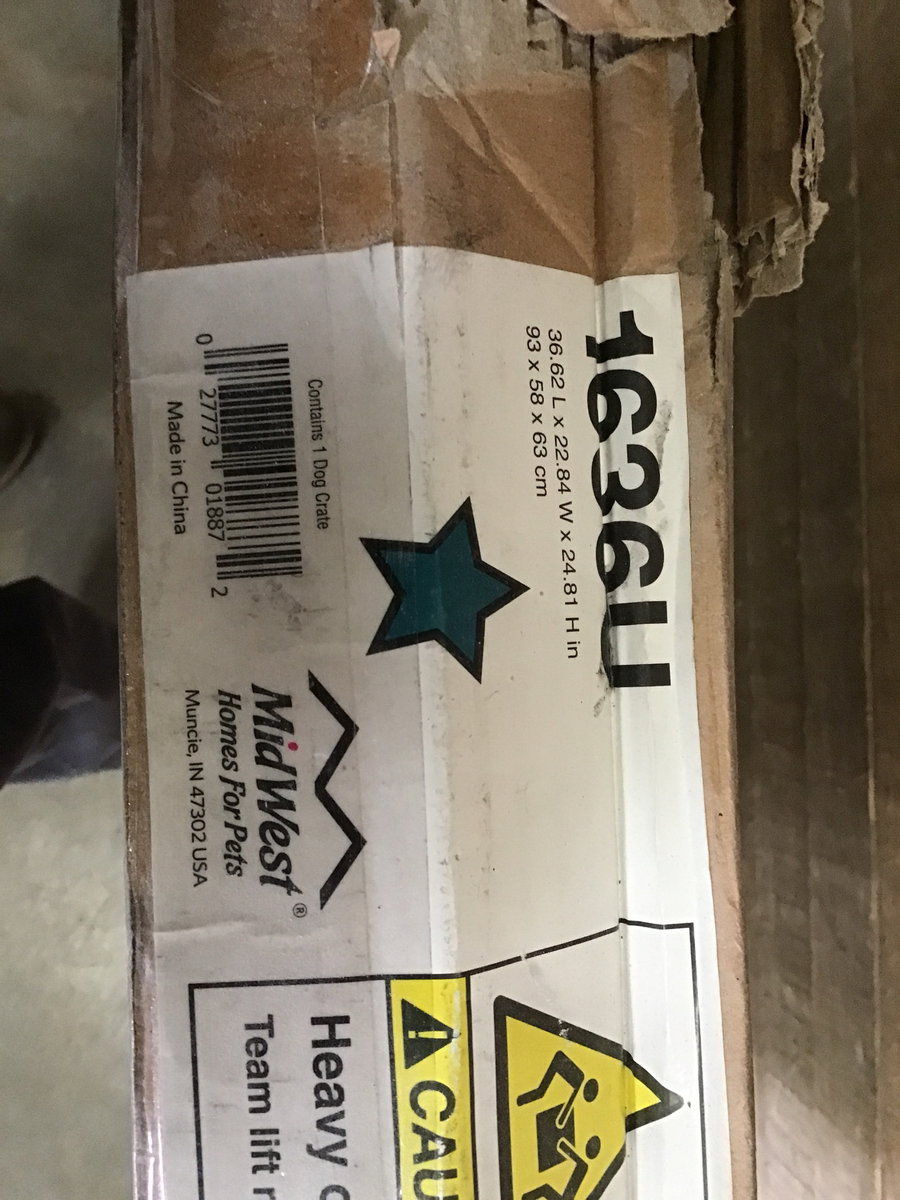 1636U
36.62 L x 22.84 W x 24.81 H in
93 x 58 x 63 cm
Contains 1 Dog Crate
0 27773 01887 2
Made in China
MidWest®
Homes For Pets
Muncie, IN 47302 USA
CAU
Heavy
Team lift